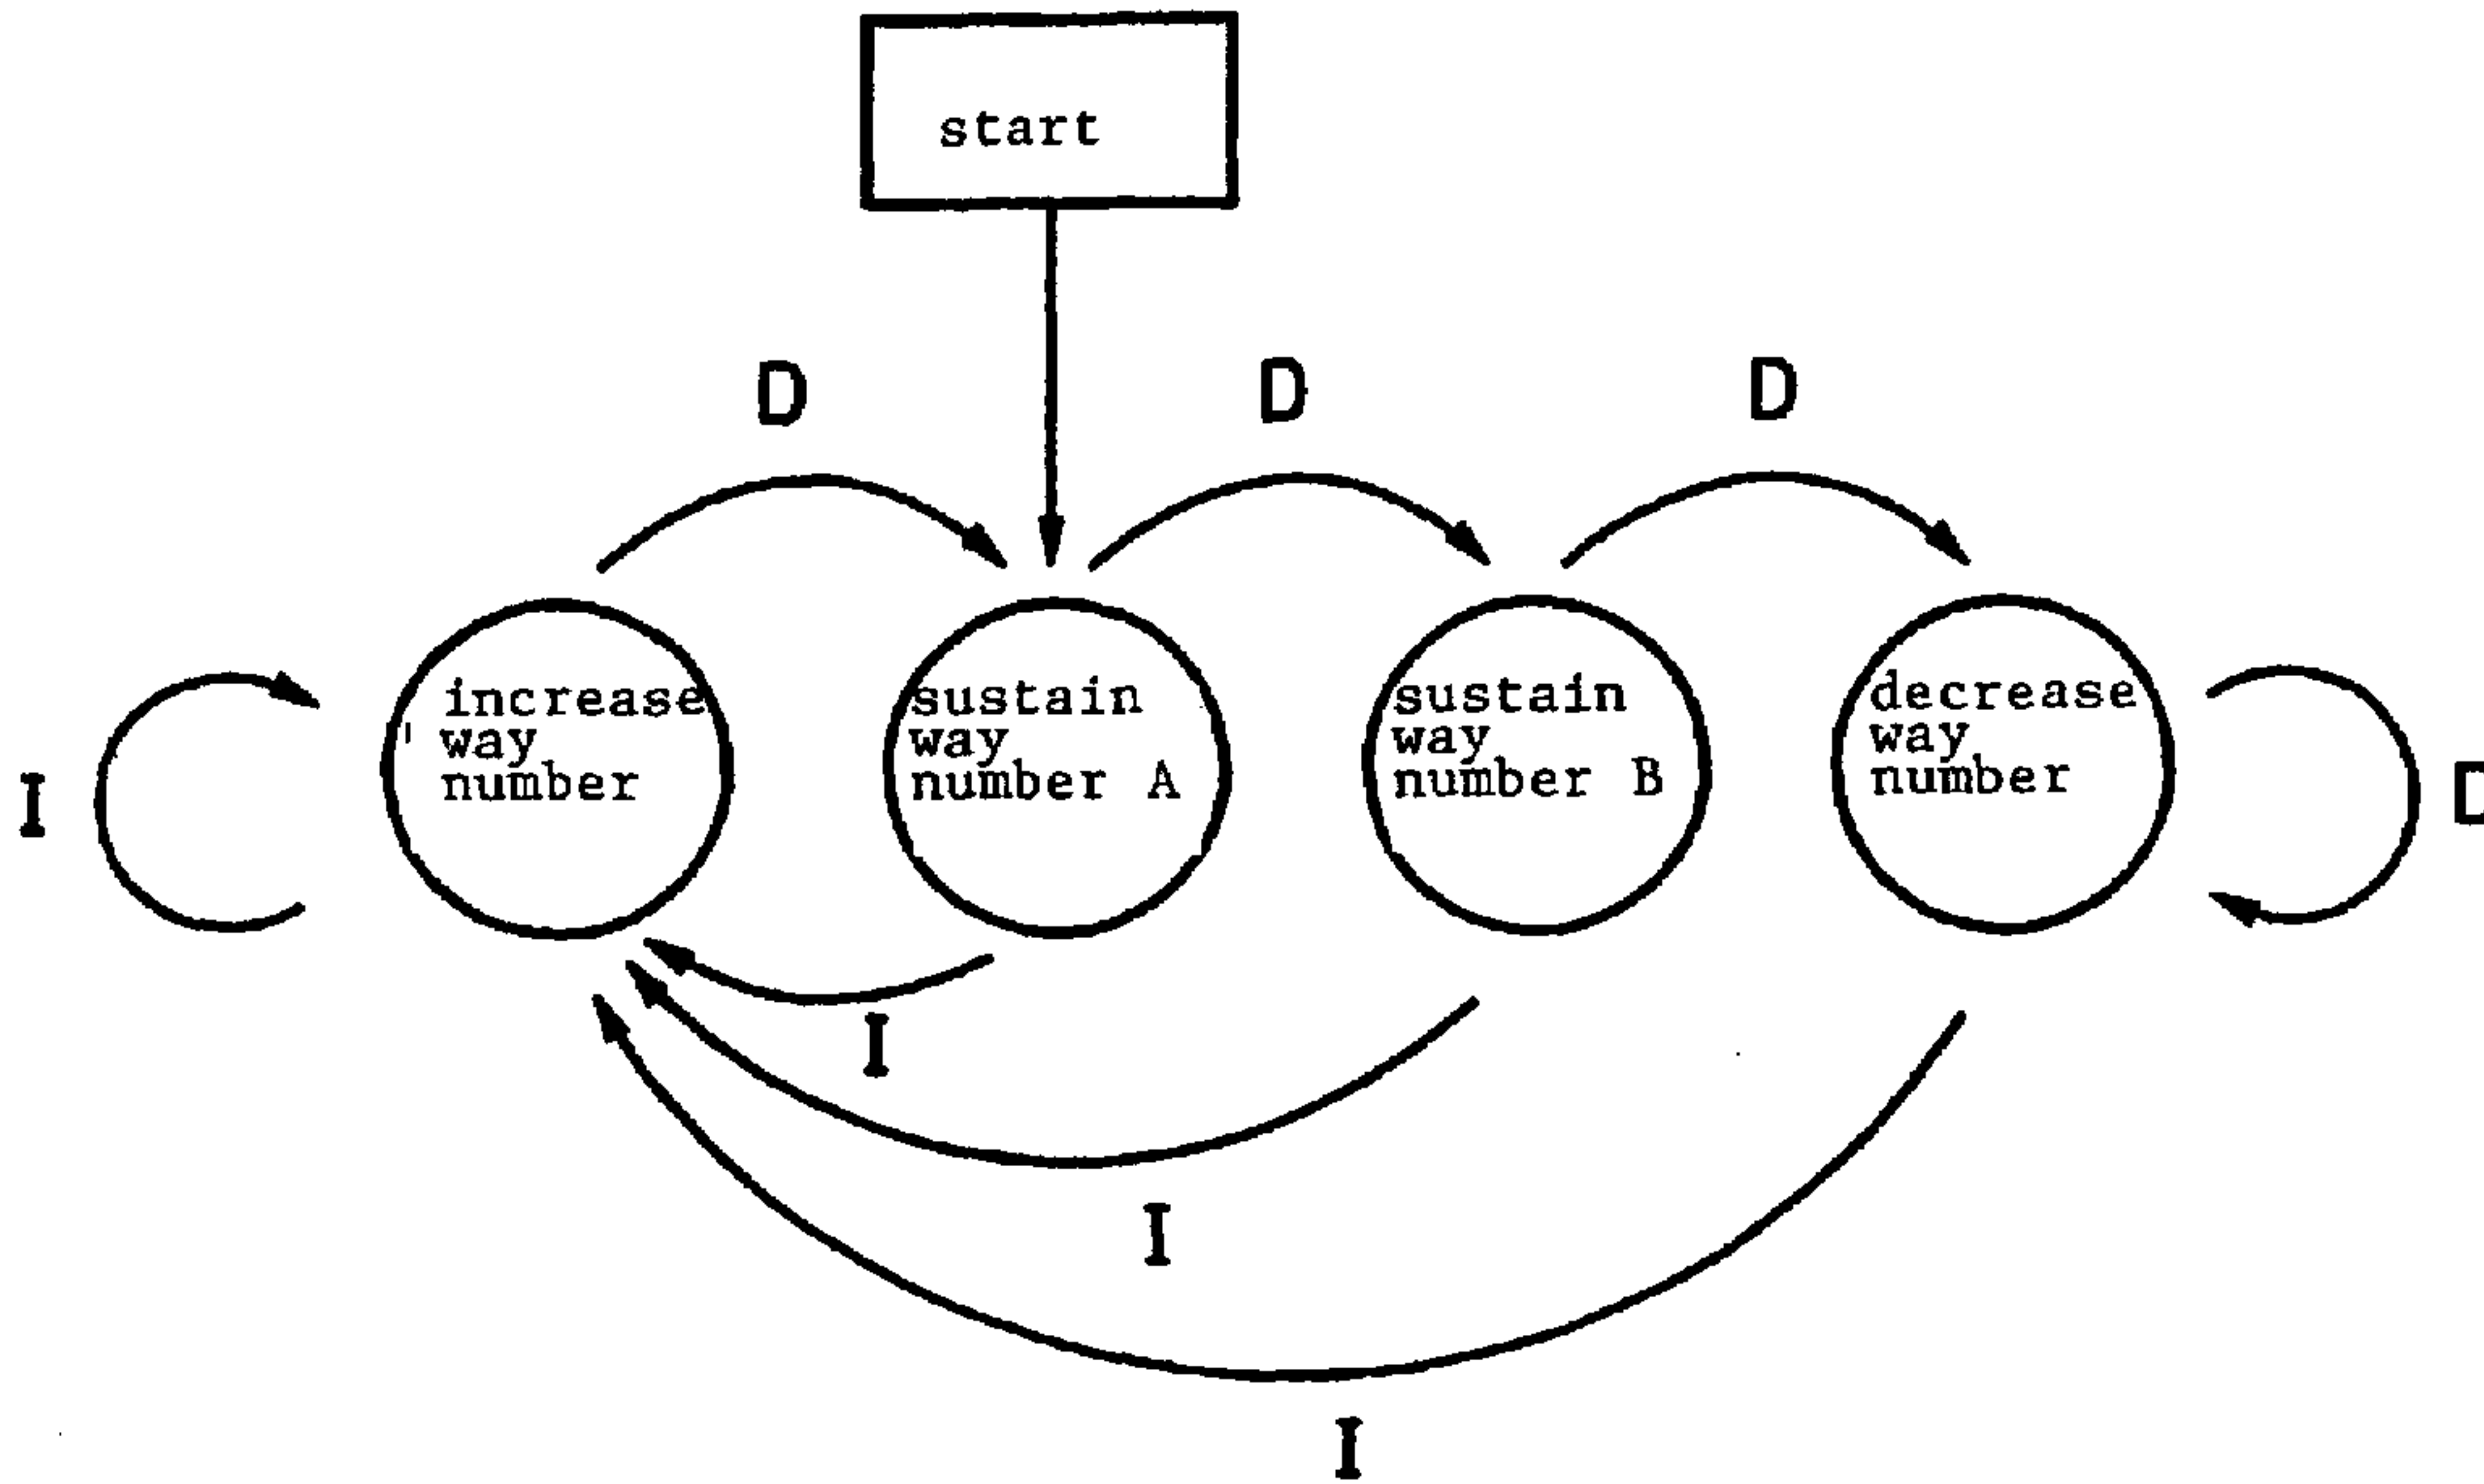 start
D
D
D
increase
way
number
sustain
way
number A
sustain
way
number B
decrease
way
number
I
D
I
I
I